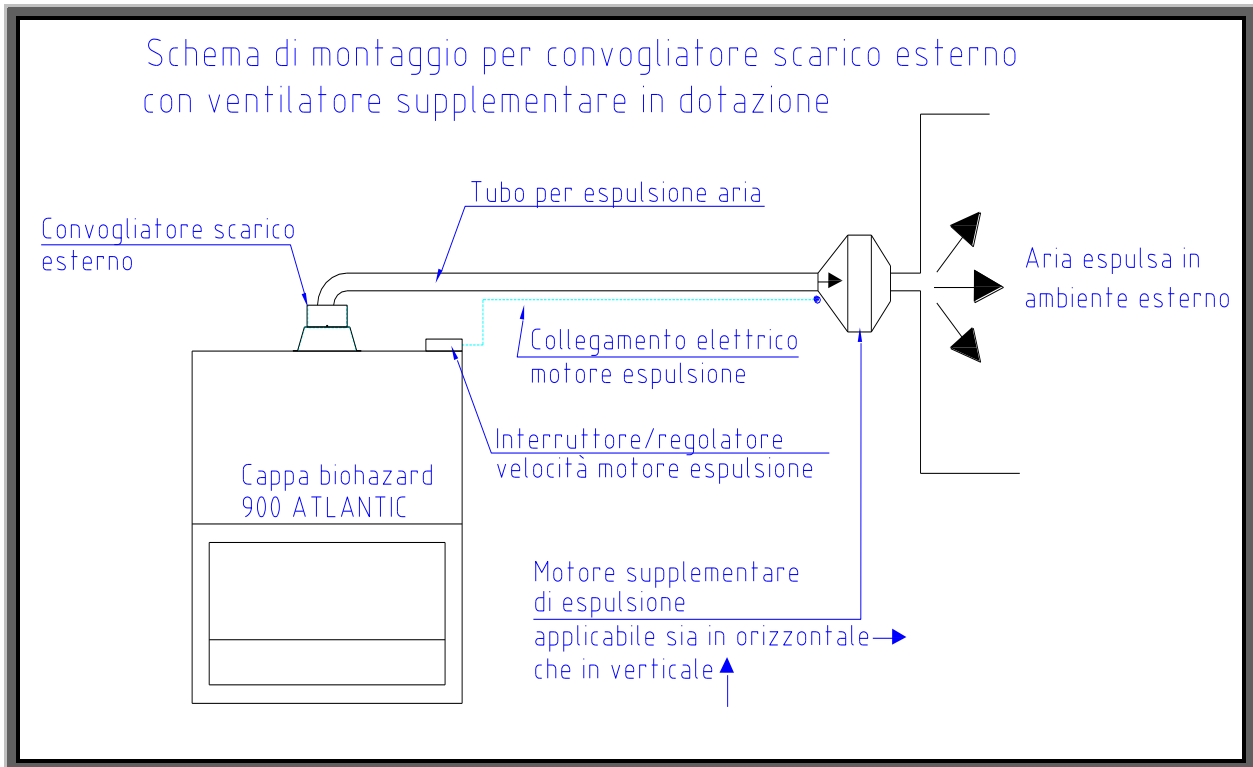 Schema di montaggio per convogliatore scarico esterno
con ventilatore supplementare in dotazione
Tubo per espulsione aria
Convogliatore scarico
esterno
Aria espulsa in
ambiente esterno
Collegamento elettrico
motore espulsione
Interruttore/regolatore
velocità motore espulsione
Cappa biohazard
900 ATLANTIC
Motore supplementare
di espulsione
applicabile sia in orizzontale
che in verticale